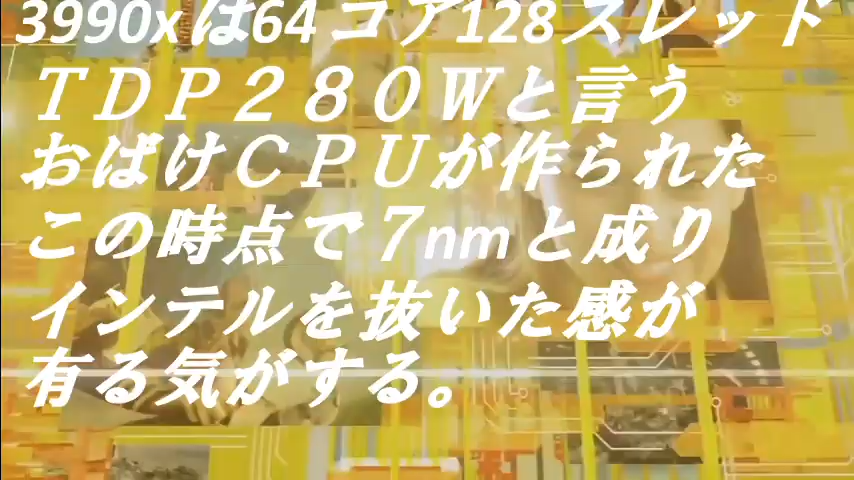 3990xは64コア128スレッド
ＴＤＰ２８０Ｗと言う
おばけＣＰＵが作られた
この時点で７nmと成り
インテルを抜いた感が
有る気がする。